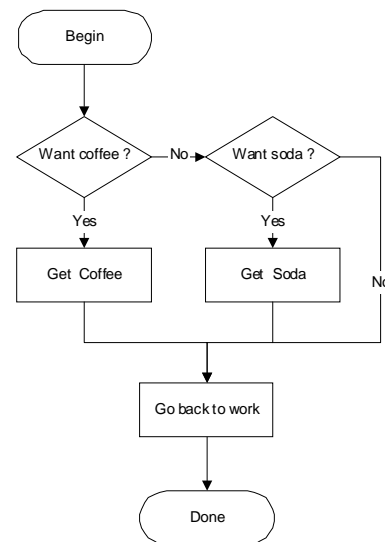 Begin
Want coffee ?
No
Want soda ?
Yes
Yes
Get Coffee
Get Soda
No
Go back to work
Done